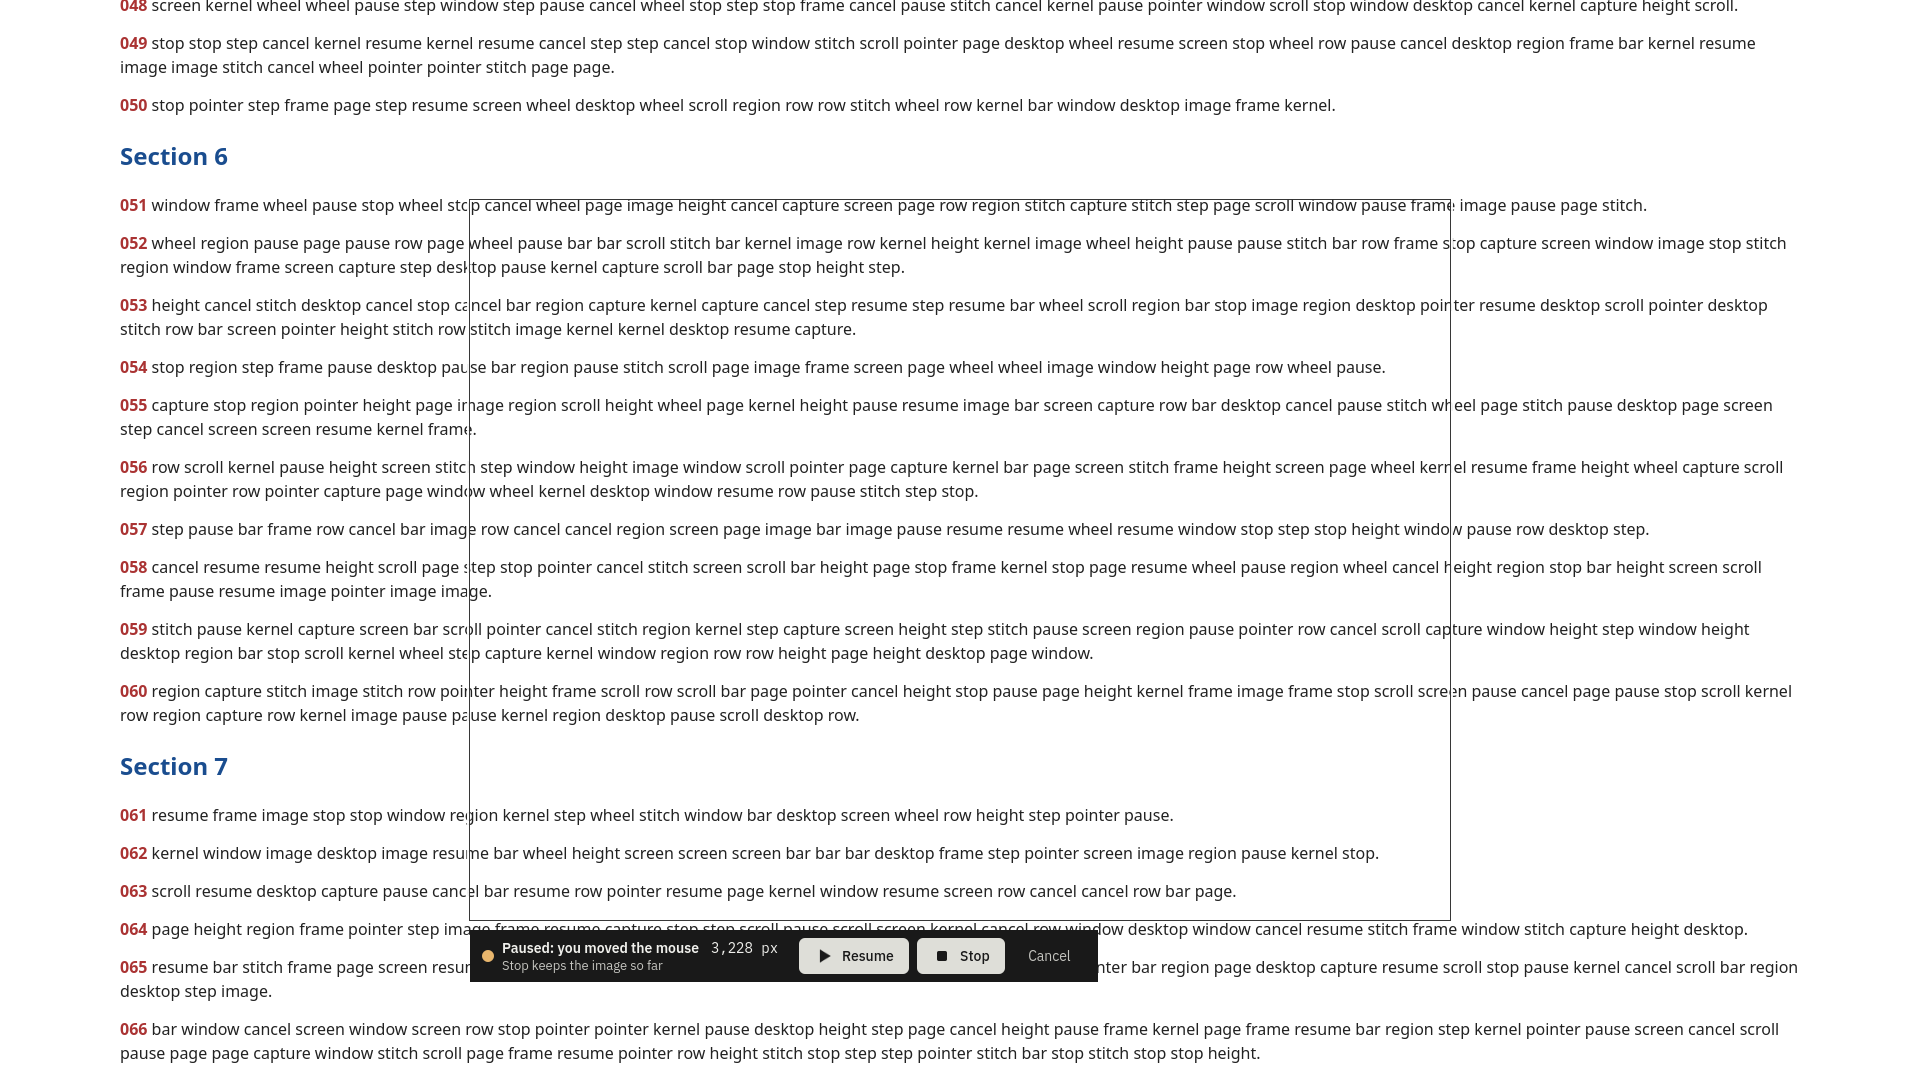 048 screen kernel wheel wheel pause step window step pause cancel wheel stop step stop frame cancel pause stitch cancel kernel pause pointer window scroll stop window desktop cancel kernel capture height scroll.
049 stop stop step cancel kernel resume kernel resume cancel step step cancel stop window stitch scroll pointer page desktop wheel resume screen stop wheel row pause cancel desktop region frame bar kernel resume
image image stitch cancel wheel pointer pointer stitch page page.
050 stop pointer step frame page step resume screen wheel desktop wheel scroll region row row stitch wheel row kernel bar window desktop image frame kernel.
Section 6
051 window frame wheel pause stop wheel stop cancel wheel page image height cancel capture screen page row region stitch capture stitch step page scroll window pause frame image pause page stitch.
052 wheel region pause page pause row page wheel pause bar bar scroll stitch bar kernel image row kernel height kernel image wheel height pause pause stitch bar row frame stop capture screen window image stop stitch
region window frame screen capture step desktop pause kernel capture scroll bar page stop height step.
053 height cancel stitch desktop cancel stop cancel bar region capture kernel capture cancel step resume step resume bar wheel scroll region bar stop image region desktop pointer resume desktop scroll pointer desktop
stitch row bar screen pointer height stitch row stitch image kernel kernel desktop resume capture.
054 stop region step frame pause desktop pause bar region pause stitch scroll page image frame screen page wheel wheel image window height page row wheel pause.
055 capture stop region pointer height page image region scroll height wheel page kernel height pause resume image bar screen capture row bar desktop cancel pause stitch wheel page stitch pause desktop page screen
step cancel screen screen resume kernel frame.
056 row scroll kernel pause height screen stitch step window height image window scroll pointer page capture kernel bar page screen stitch frame height screen page wheel kernel resume frame height wheel capture scroll
region pointer row pointer capture page window wheel kernel desktop window resume row pause stitch step stop.
057 step pause bar frame row cancel bar image row cancel cancel region screen page image bar image pause resume resume wheel resume window stop step stop height window pause row desktop step.
058 cancel resume resume height scroll page step stop pointer cancel stitch screen scroll bar height page stop frame kernel stop page resume wheel pause region wheel cancel height region stop bar height screen scroll
frame pause resume image pointer image image.
059 stitch pause kernel capture screen bar scroll pointer cancel stitch region kernel step capture screen height step stitch pause screen region pause pointer row cancel scroll capture window height step window height
desktop region bar stop scroll kernel wheel step capture kernel window region row row height page height desktop page window.
060 region capture stitch image stitch row pointer height frame scroll row scroll bar page pointer cancel height stop pause page height kernel frame image frame stop scroll screen pause cancel page pause stop scroll kernel
row region capture row kernel image pause pause kernel region desktop pause scroll desktop row.
Section 7
061 resume frame image stop stop window region kernel step wheel stitch window bar desktop screen wheel row height step pointer pause.
062 kernel window image desktop image resume bar wheel height screen screen screen bar bar bar desktop frame step pointer screen image region pause kernel stop.
063 scroll resume desktop capture pause cancel bar resume row pointer resume page kernel window resume screen row cancel cancel row bar page.
064 page height region frame pointer step image frame resume capture step step scroll pause scroll scroll screen kernel cancel row window desktop window cancel resume stitch frame window stitch capture height desktop.
Paused: you moved the mouse 3,228 px Resume Stop Cancel
Stop keeps the image so far
065 resume bar stitch frame page screen bar region page desktop capture resume scroll stop pause kernel cancel scroll bar region
desktop step image.
066 bar window cancel screen window screen row stop pointer pointer kernel pause desktop height step page cancel height pause frame kernel page frame resume bar region step kernel pointer pause screen cancel scroll
pause page page capture window stitch scroll page frame resume pointer row height stitch stop step step pointer stitch bar stop stitch stop stop height.